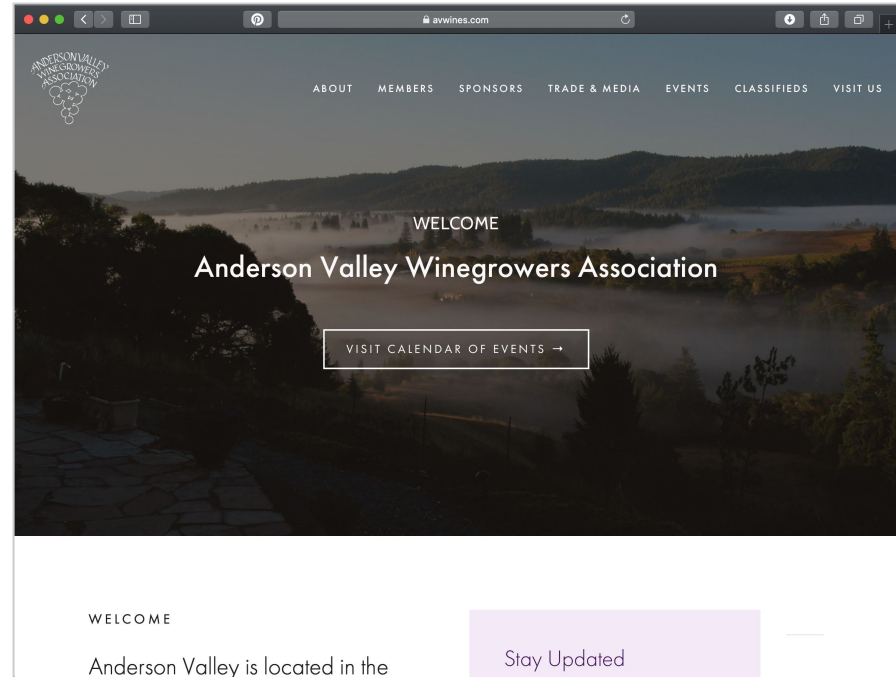 avwines.com
ANDERSON VALLEY
WINEGROWERS
ASSOCIATION
ABOUT MEMBERS SPONSORS TRADE & MEDIA EVENTS CLASSIFIEDS VISIT US
WELCOME
Anderson Valley Winegrowers Association
VISIT CALENDAR OF EVENTS →
WELCOME
Anderson Valley is located in the
Stay Updated